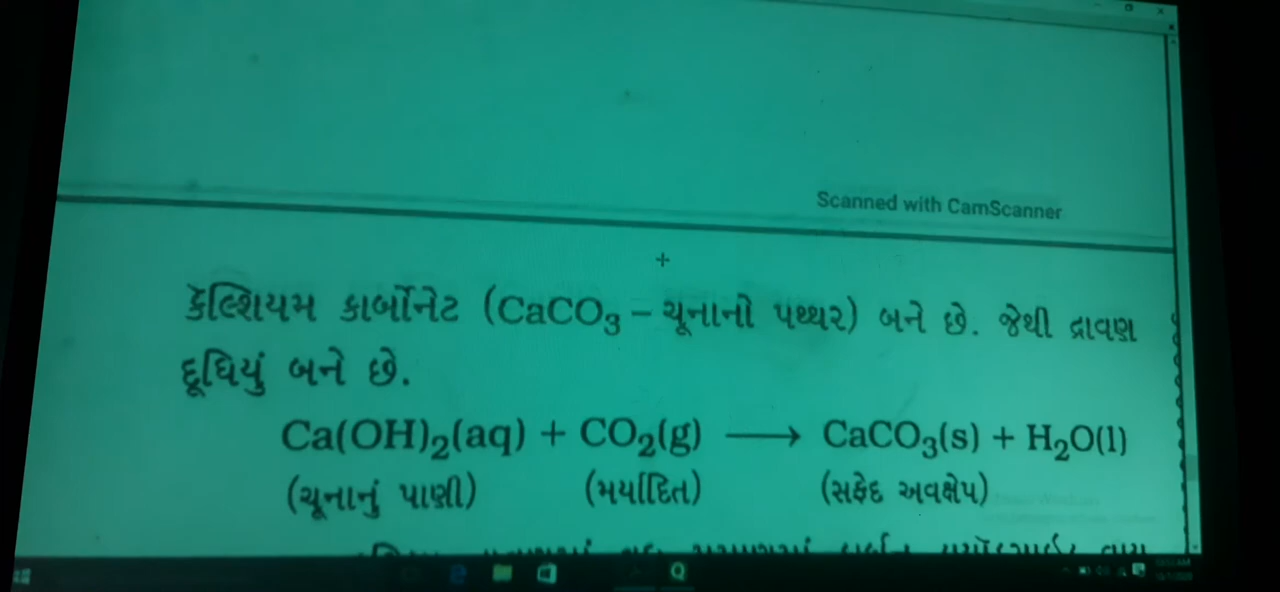 Scanned with CamScanner
કૅલ્શિયમ કાર્બોનેટ (CaCO₃ – ચૂનાનો પથ્થર) બને છે. જેથી દ્રાવણ
દૂધિયું બને છે.
Ca(OH)₂(aq) + CO₂(g) ⟶ CaCO₃(s) + H₂O(l)
(ચૂનાનું પાણી) (મર્યાદિત) (સફેદ અવક્ષેપ)